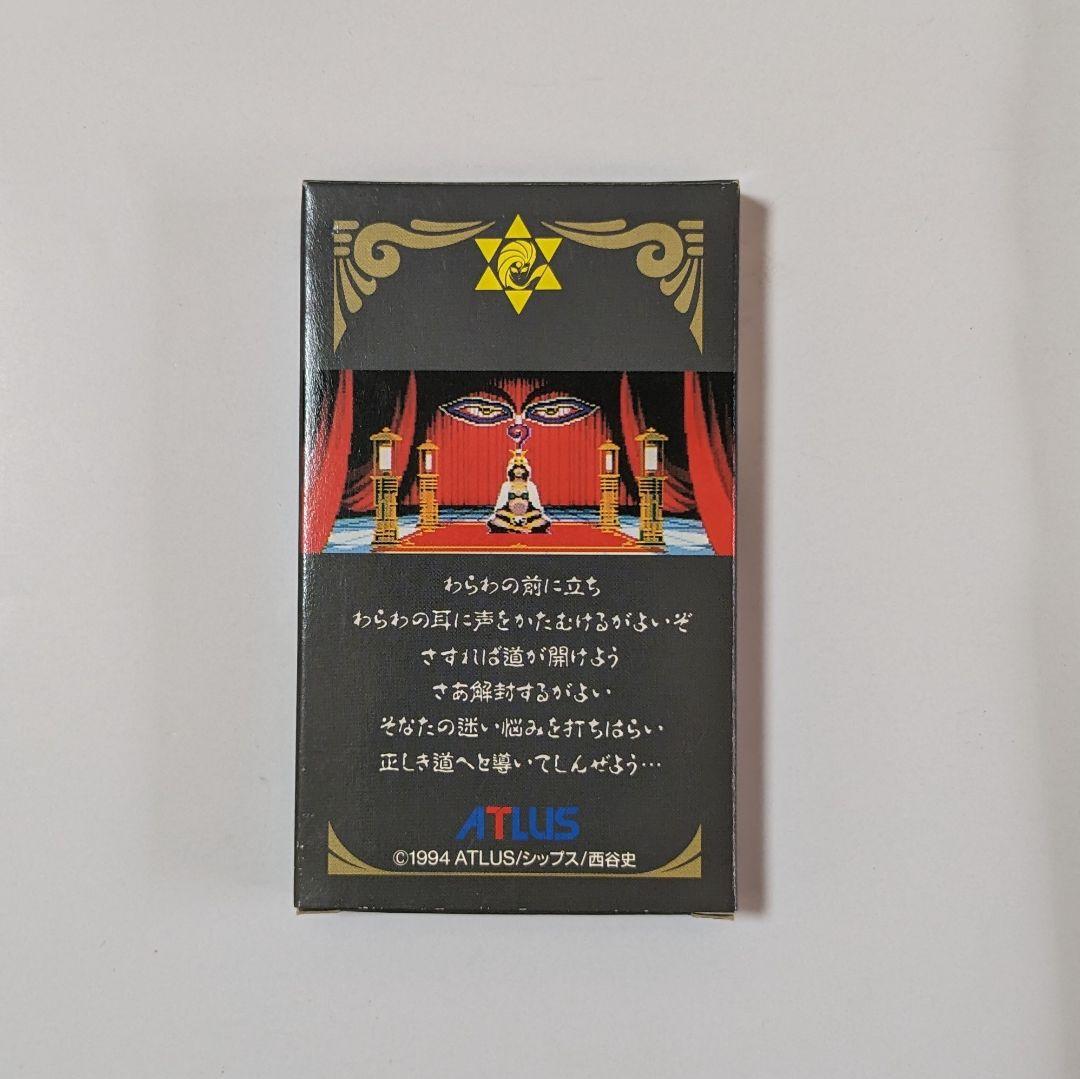 わらわの前に立ち
わらわの耳に声をかたむけるがよいぞ
さすれば道が開けよう
さあ解封するがよい
そなたの迷い悩みを打ちはらい
正しき道へと導いてしんぜよう…
ATLUS
©1994 ATLUS/シップス/西谷史